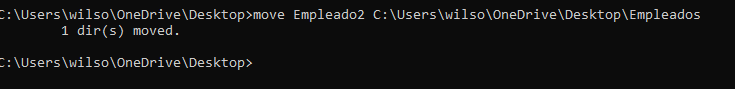 C:\Users\wilso\OneDrive\Desktop>move Empleado2 C:\Users\wilso\OneDrive\Desktop\Empleados
1 dir(s) moved.
C:\Users\wilso\OneDrive\Desktop>